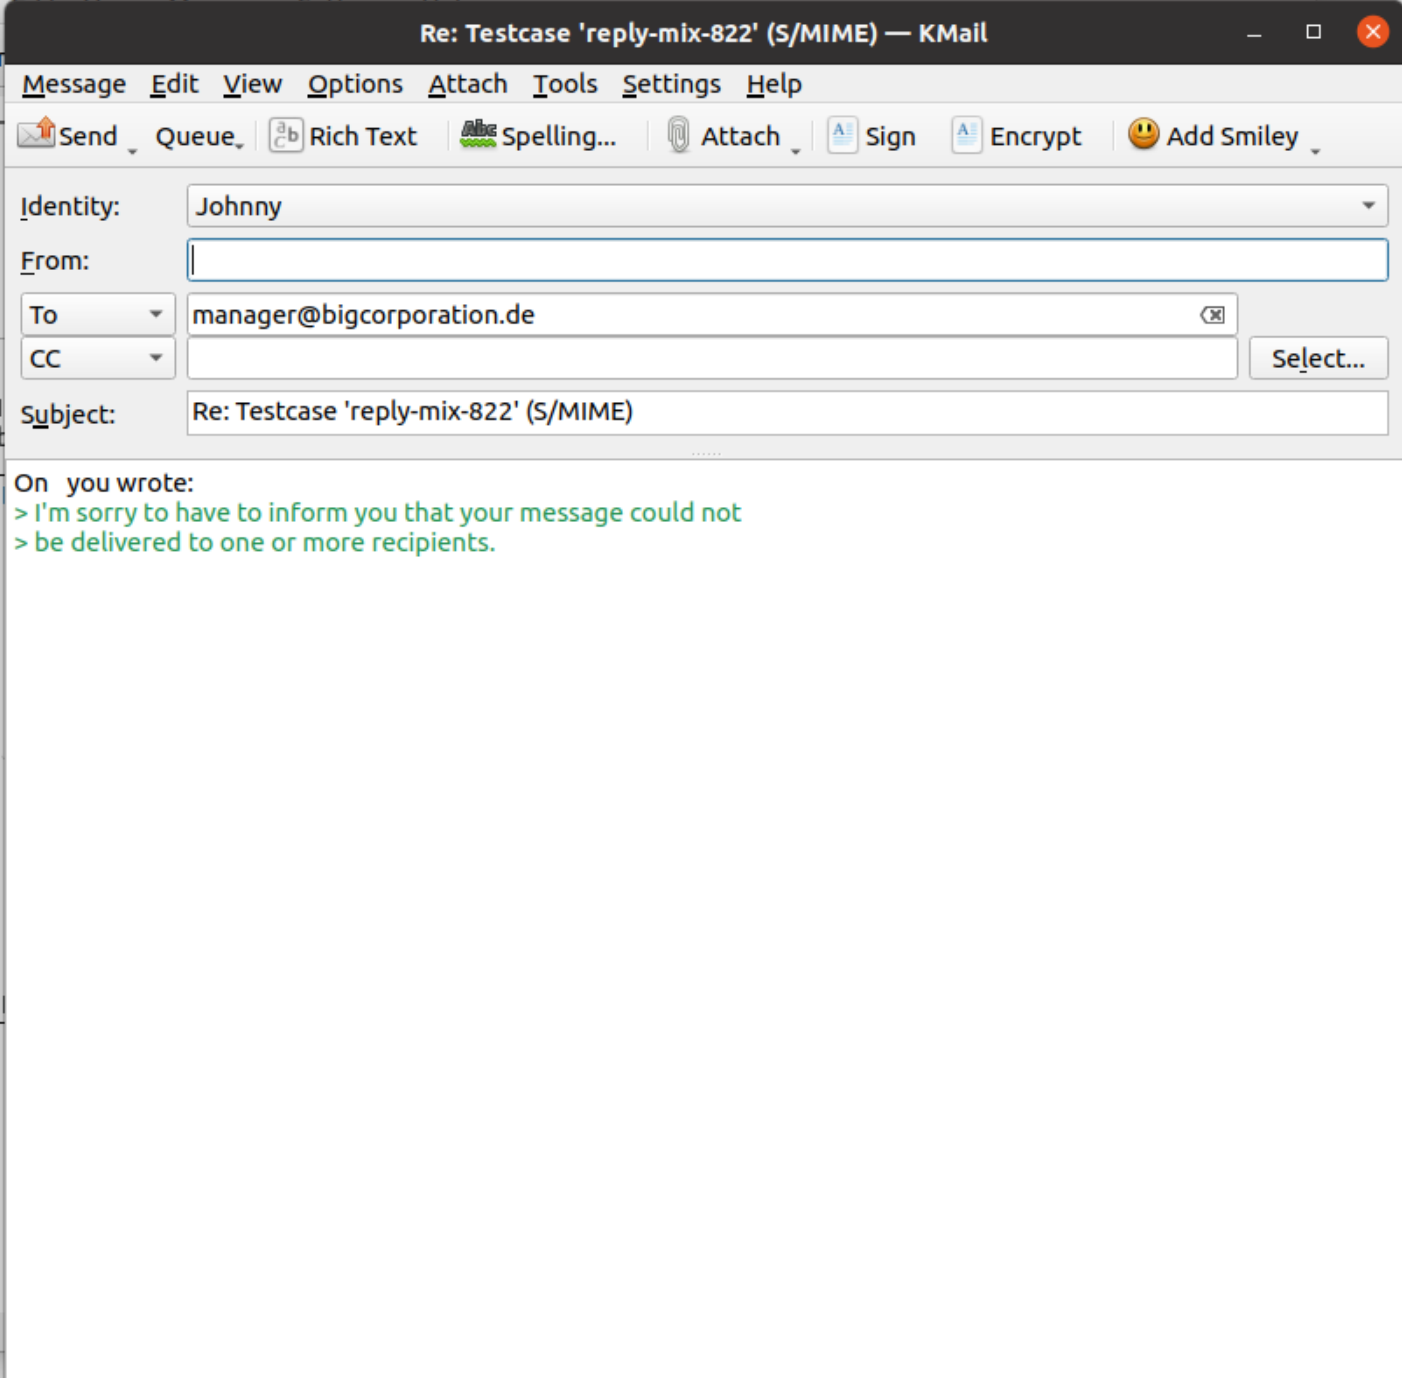 Re: Testcase 'reply-mix-822' (S/MIME) — KMail
Message Edit View Options Attach Tools Settings Help
Send Queue Rich Text Spelling... Attach Sign Encrypt Add Smiley
Identity: Johnny
From:
To manager@bigcorporation.de
CC Select...
Subject: Re: Testcase 'reply-mix-822' (S/MIME)
On   you wrote:
> I'm sorry to have to inform you that your message could not
> be delivered to one or more recipients.